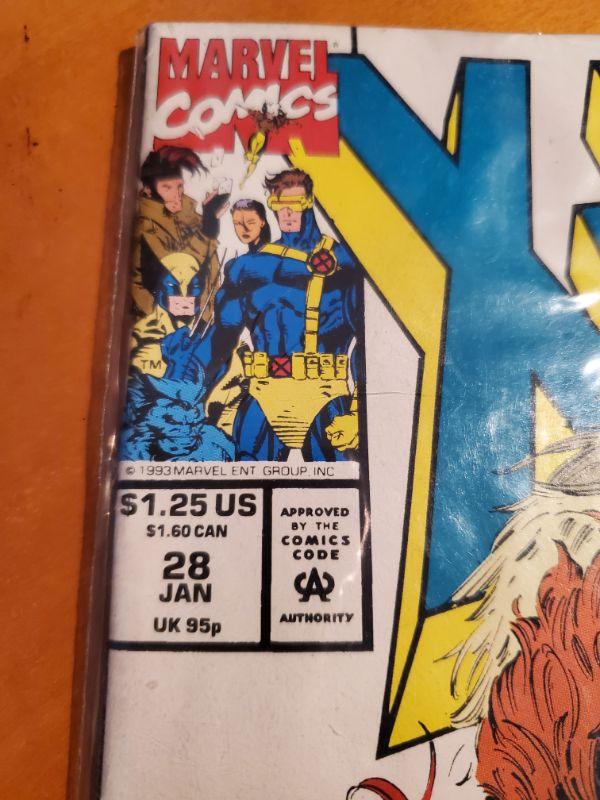 MARVEL
COMICS
X
TM
© 1993 MARVEL ENT. GROUP, INC
$1.25 US
$1.60 CAN
28
JAN
UK 95p
APPROVED
BY THE
COMICS
CODE
CA
AUTHORITY